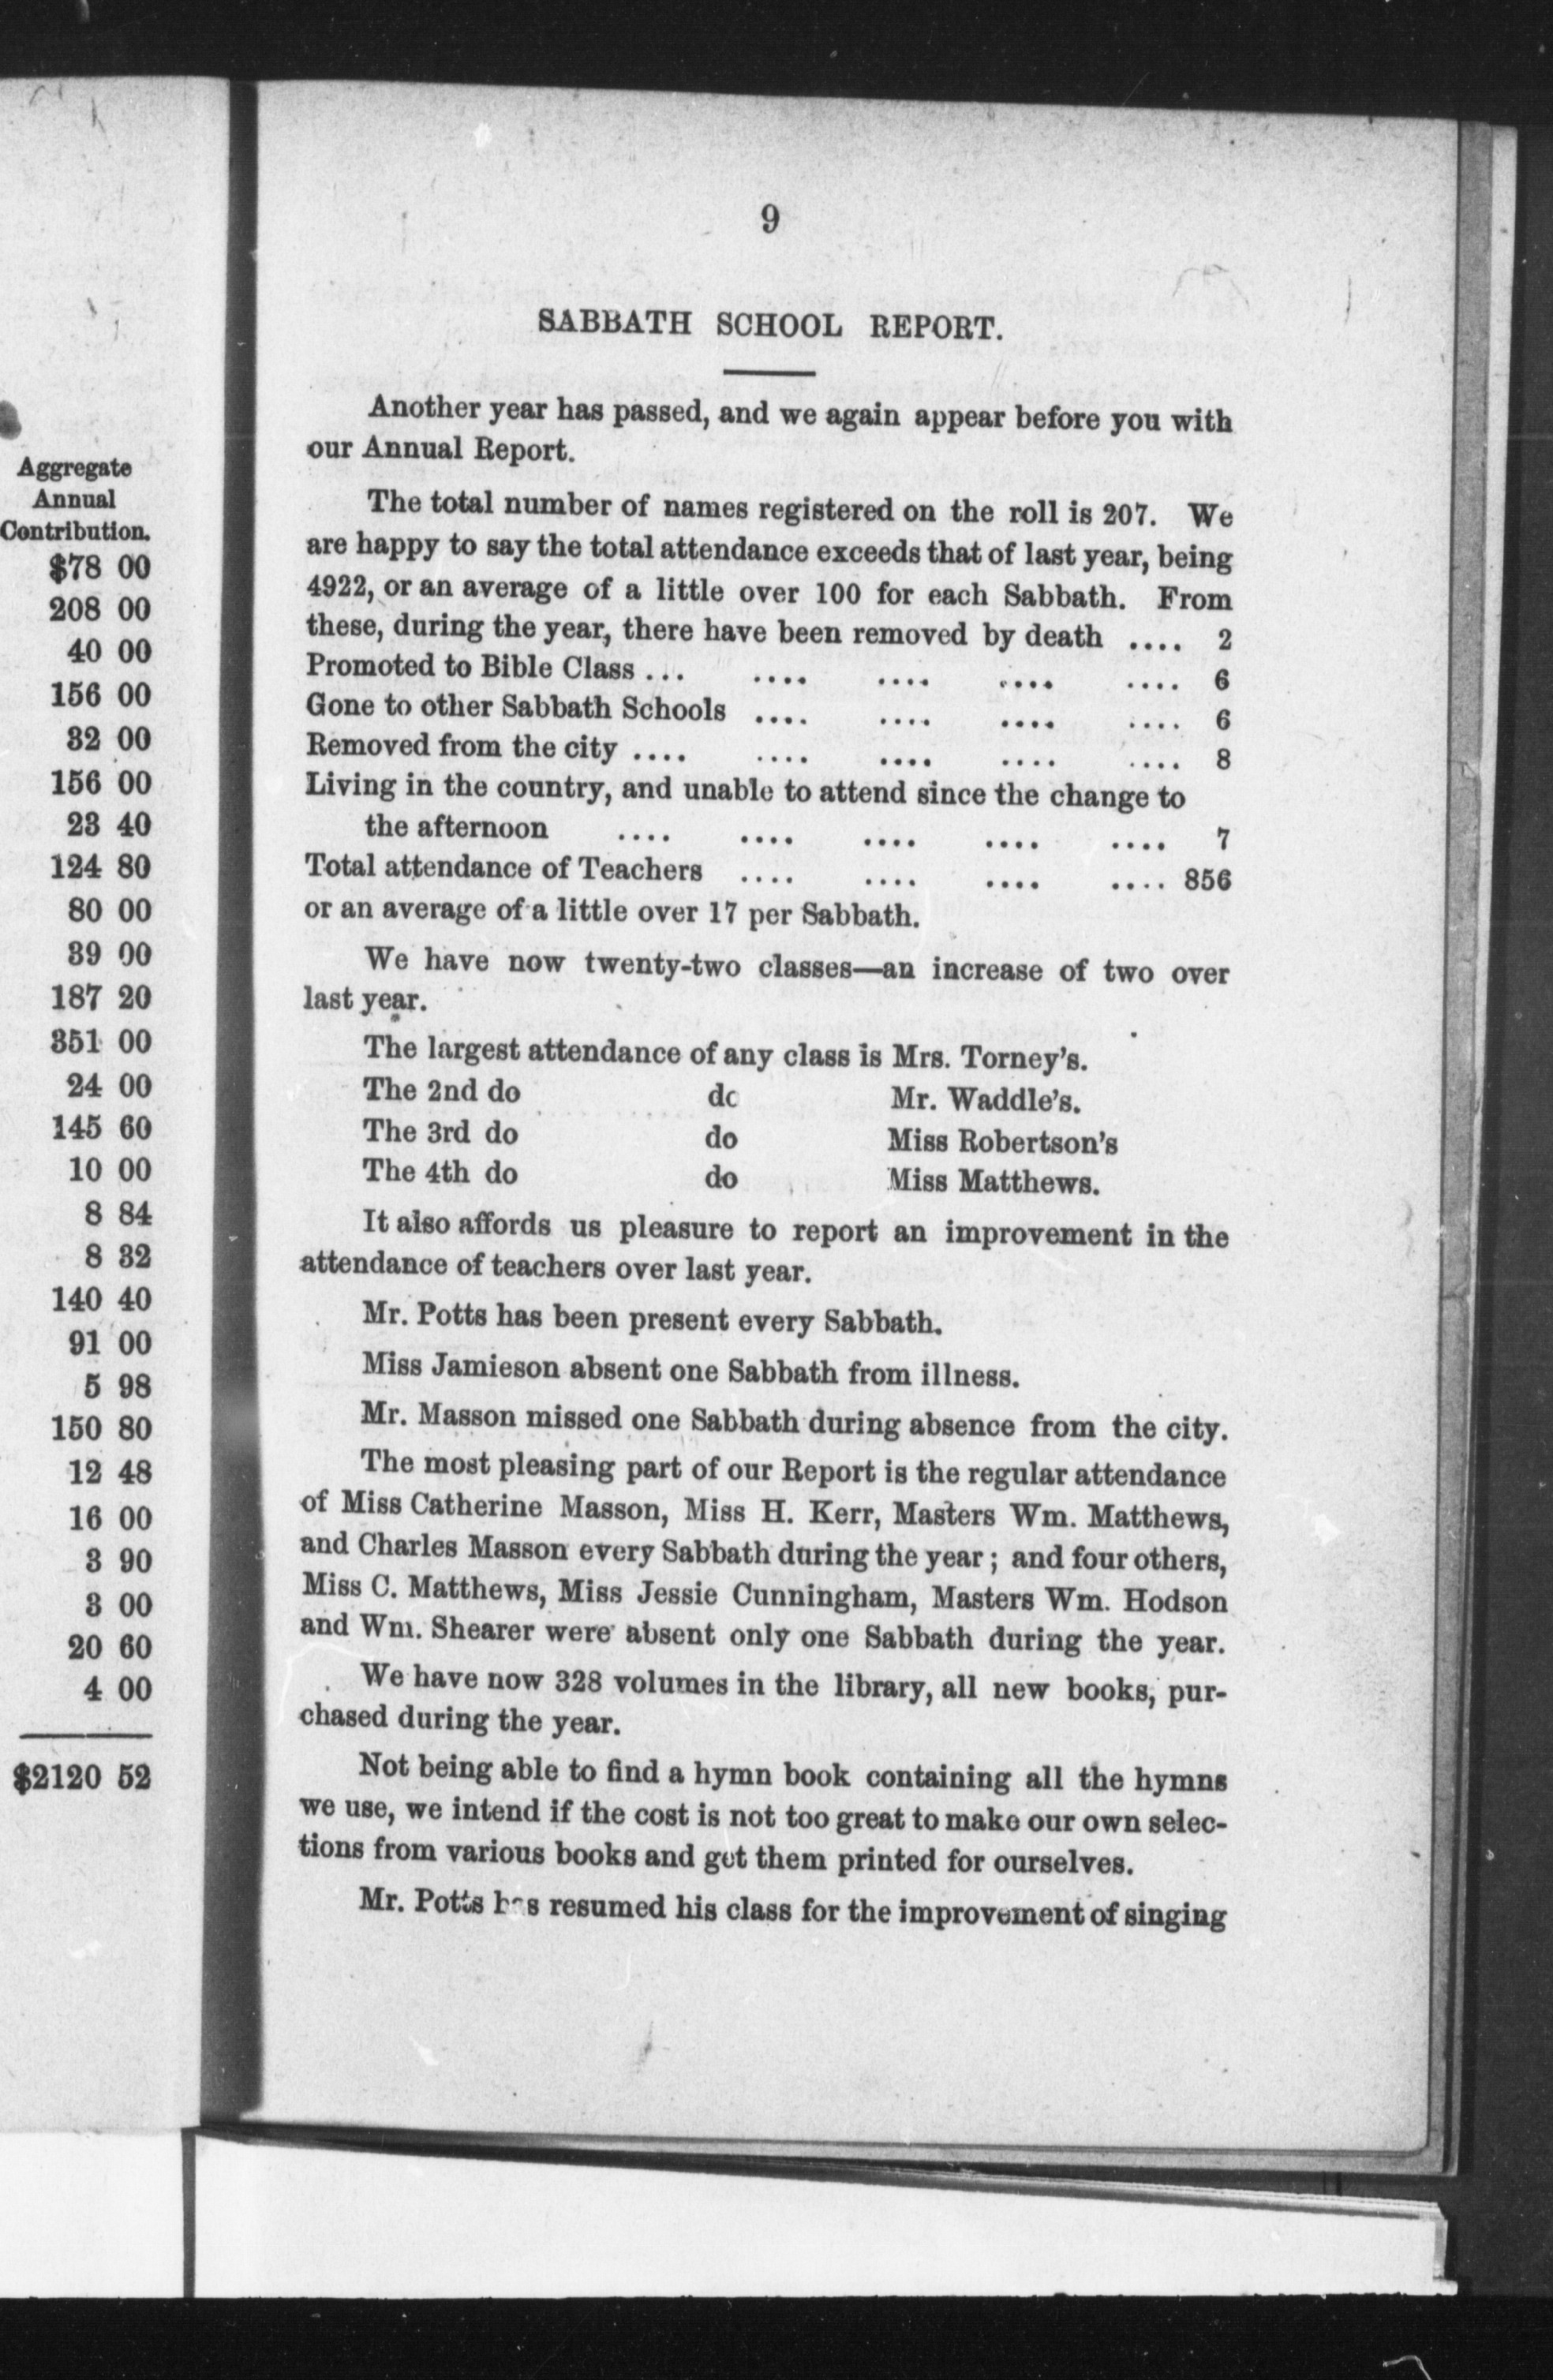 Aggregate
Annual
Contribution.
$78 00
208 00
40 00
156 00
32 00
156 00
23 40
124 80
80 00
39 00
187 20
351 00
24 00
145 60
10 00
8 84
8 32
140 40
91 00
5 98
150 80
12 48
16 00
3 90
3 00
20 60
4 00
$2120 52
9
SABBATH SCHOOL REPORT.
Another year has passed, and we again appear before you with
our Annual Report.
The total number of names registered on the roll is 207. We
are happy to say the total attendance exceeds that of last year, being
4922, or an average of a little over 100 for each Sabbath. From
these, during the year, there have been removed by death .... 2
Promoted to Bible Class ... .... .... .... .... 6
Gone to other Sabbath Schools .... .... .... .... 6
Removed from the city .... .... .... .... .... 8
Living in the country, and unable to attend since the change to
the afternoon .... .... .... .... .... 7
Total attendance of Teachers .... .... .... .... 856
or an average of a little over 17 per Sabbath.
We have now twenty-two classes—an increase of two over
last year.
The largest attendance of any class is Mrs. Torney's.
The 2nd do do Mr. Waddle's.
The 3rd do do Miss Robertson's
The 4th do do Miss Matthews.
It also affords us pleasure to report an improvement in the
attendance of teachers over last year.
Mr. Potts has been present every Sabbath.
Miss Jamieson absent one Sabbath from illness.
Mr. Masson missed one Sabbath during absence from the city.
The most pleasing part of our Report is the regular attendance
of Miss Catherine Masson, Miss H. Kerr, Masters Wm. Matthews,
and Charles Masson every Sabbath during the year; and four others,
Miss C. Matthews, Miss Jessie Cunningham, Masters Wm. Hodson
and Wm. Shearer were absent only one Sabbath during the year.
We have now 328 volumes in the library, all new books, pur-
chased during the year.
Not being able to find a hymn book containing all the hymns
we use, we intend if the cost is not too great to make our own selec-
tions from various books and get them printed for ourselves.
Mr. Potts has resumed his class for the improvement of singing